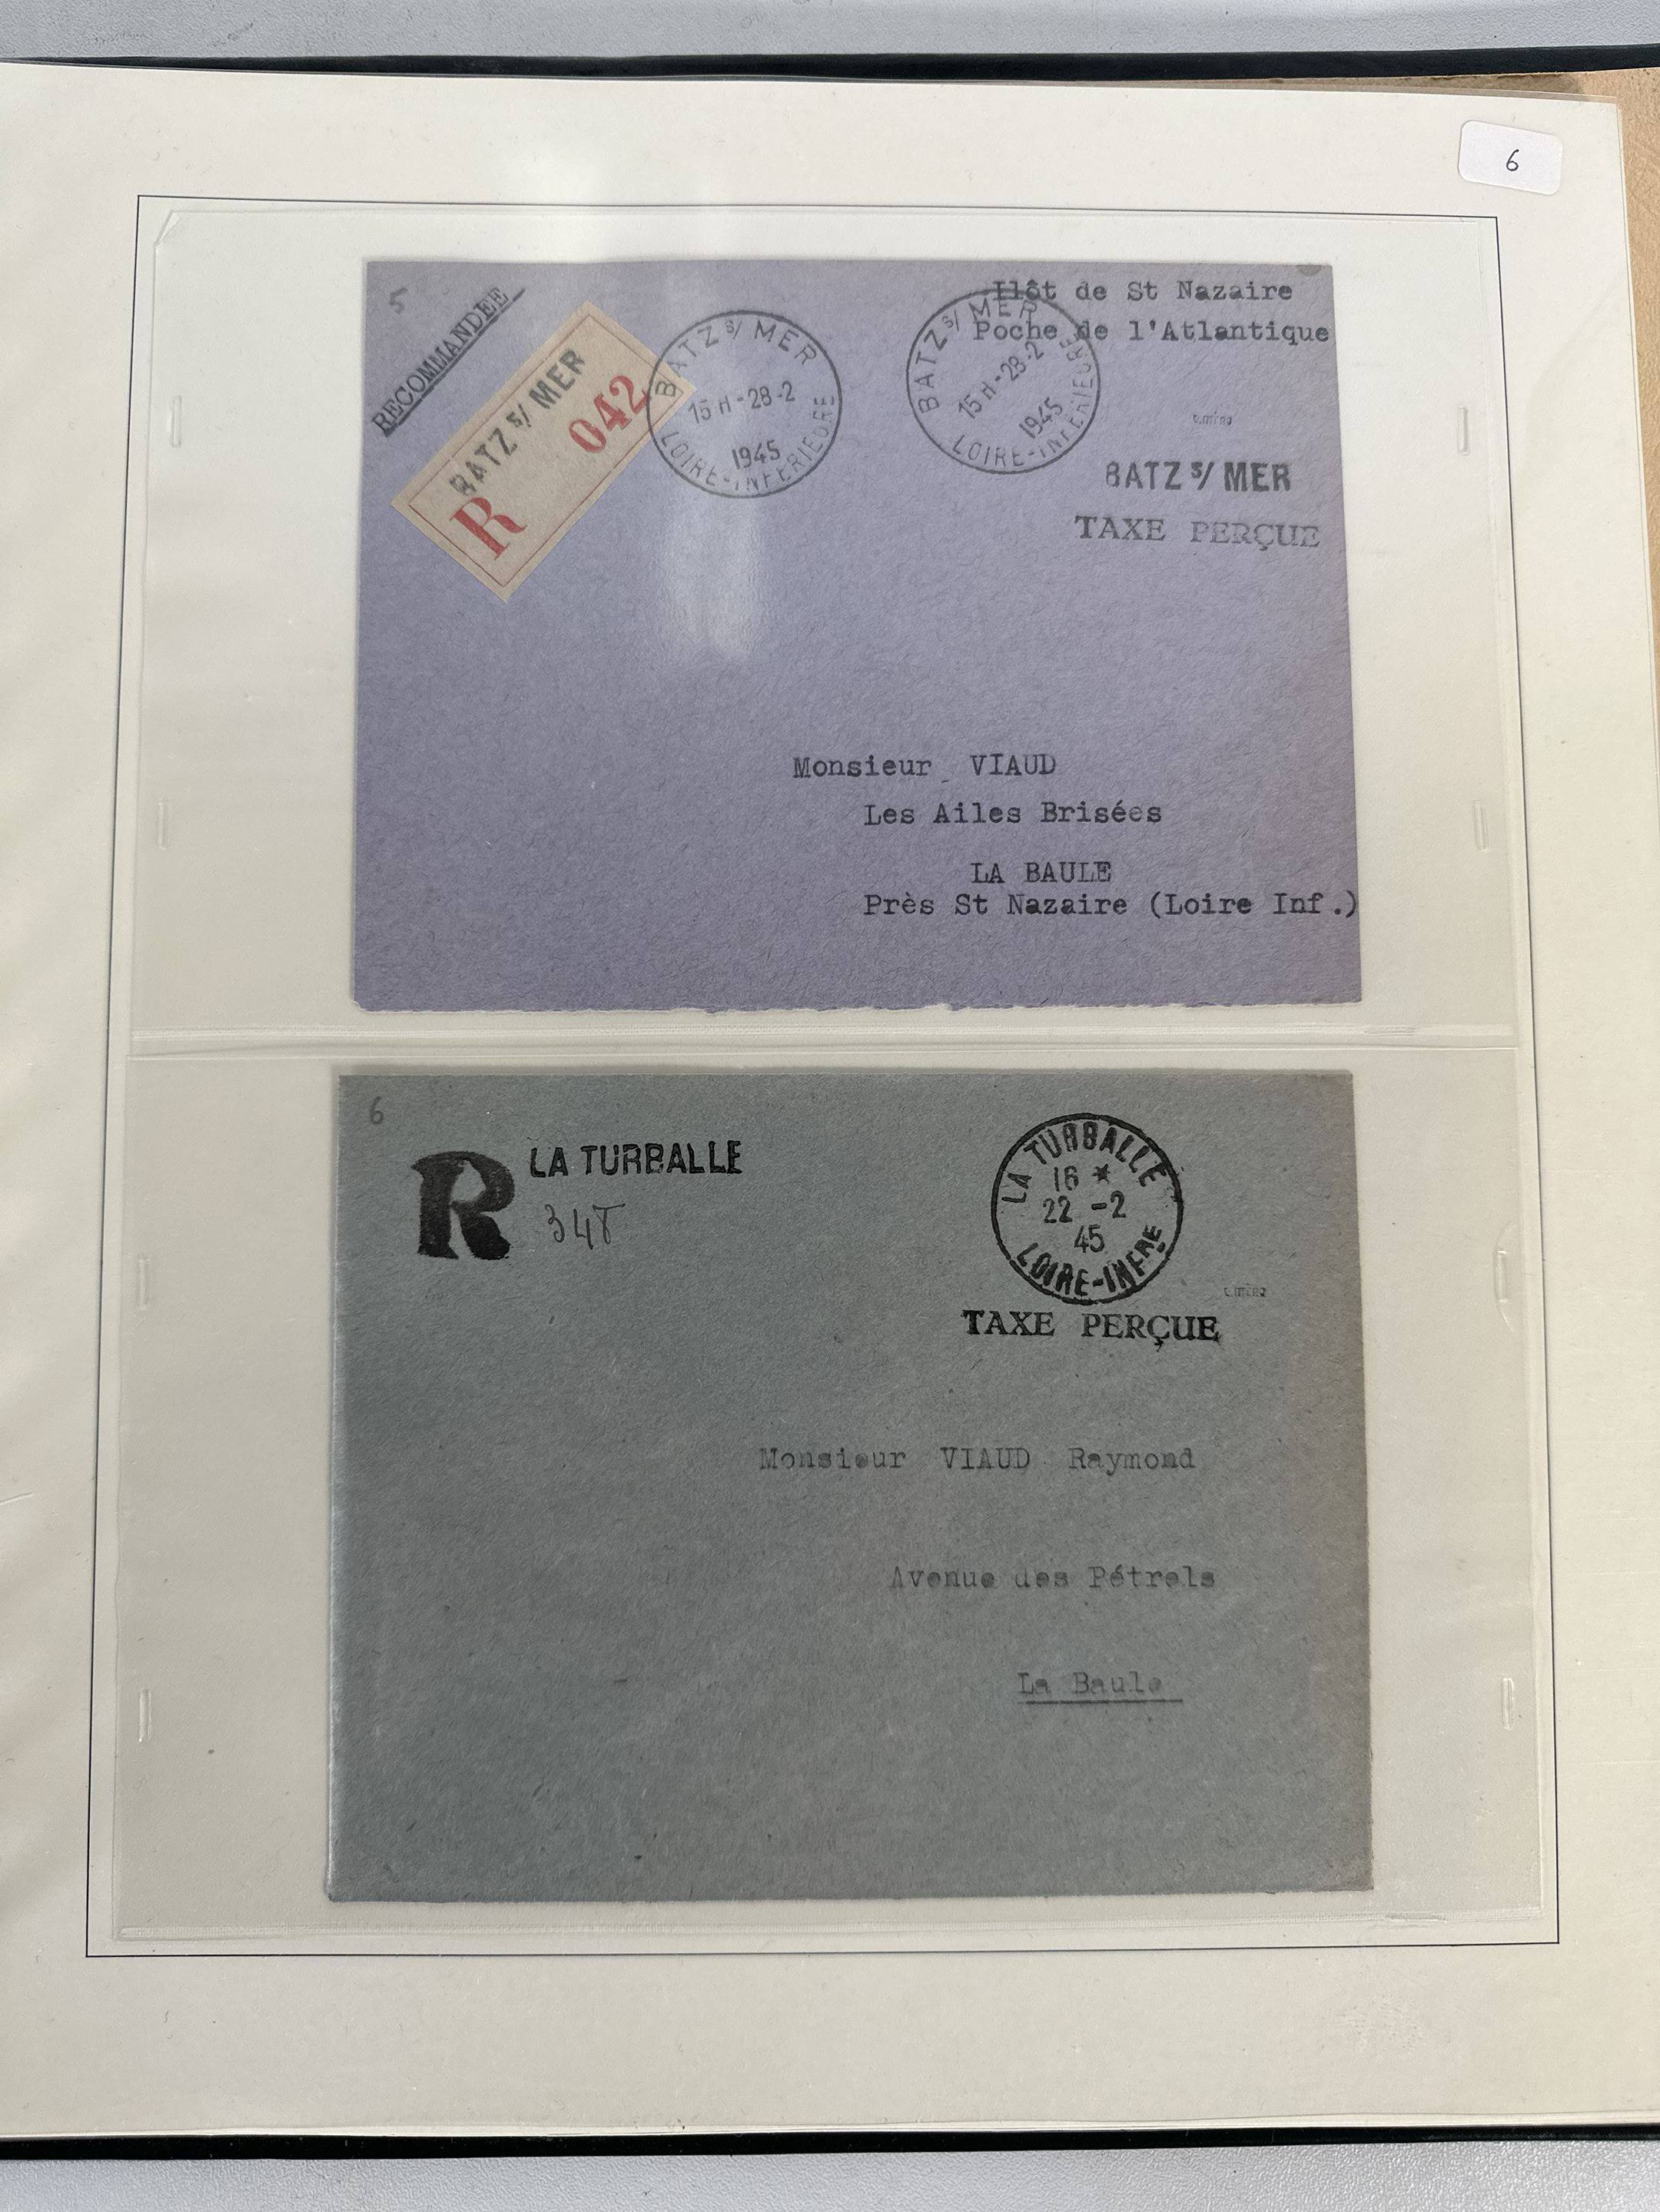 6
5
RECOMMANDEE
BATZ s/ MER
R 042
BATZ s/ MER
15 H - 28 - 2
1945
LOIRE-INFERIEURE
Ilôt de St Nazaire
Poche de l'Atlantique
BATZ s/ MER
15 H - 28 - 2
1945
LOIRE-INFERIEURE
BATZ s/ MER
TAXE PERÇUE
Monsieur VIAUD
Les Ailes Brisées
LA BAULE
Près St Nazaire (Loire Inf.)
6
R LA TURBALLE
LA TURBALLE
16 *
22 - 2
45
LOIRE-INFRE
TAXE PERÇUE
Monsieur VIAUD Raymond
Avenue des Pétrels
La Baule